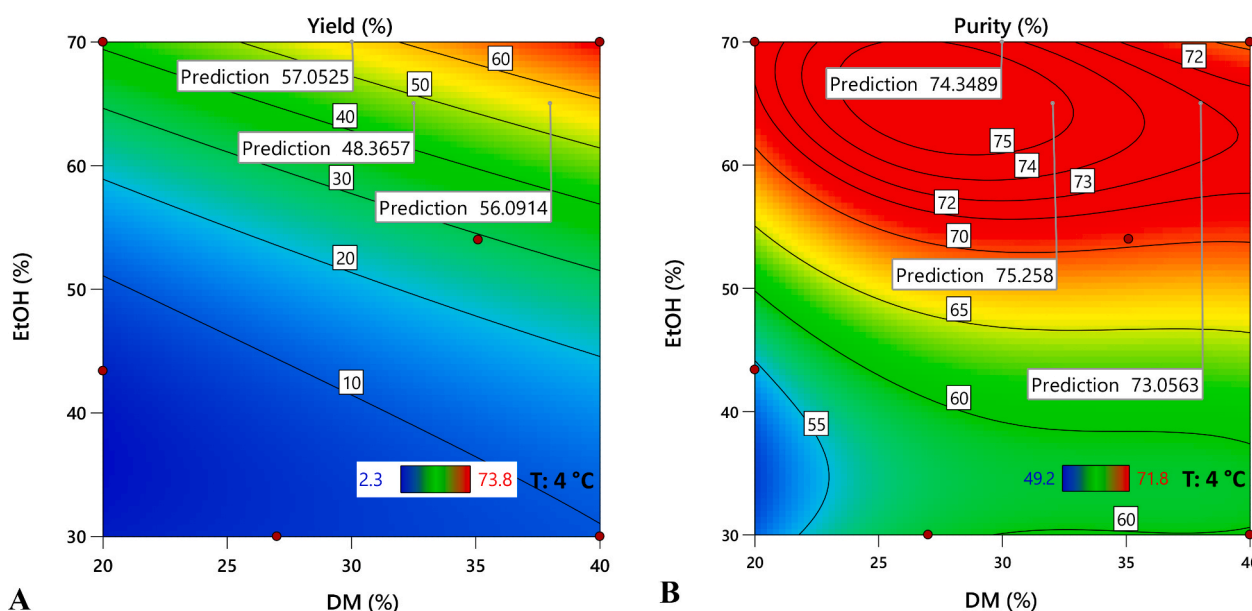 Yield (%)
70
60
50
40
30
EtOH (%)
60
Prediction 57.0525
50
40
Prediction 48.3657
30
Prediction 56.0914
20
10
2.3
73.8
T: 4 °C
20
25
30
35
40
DM (%)
A
Purity (%)
70
60
50
40
30
EtOH (%)
72
Prediction 74.3489
75
74
73
72
70
Prediction 75.258
65
Prediction 73.0563
60
55
49.2
71.8
T: 4 °C
60
20
25
30
35
40
DM (%)
B